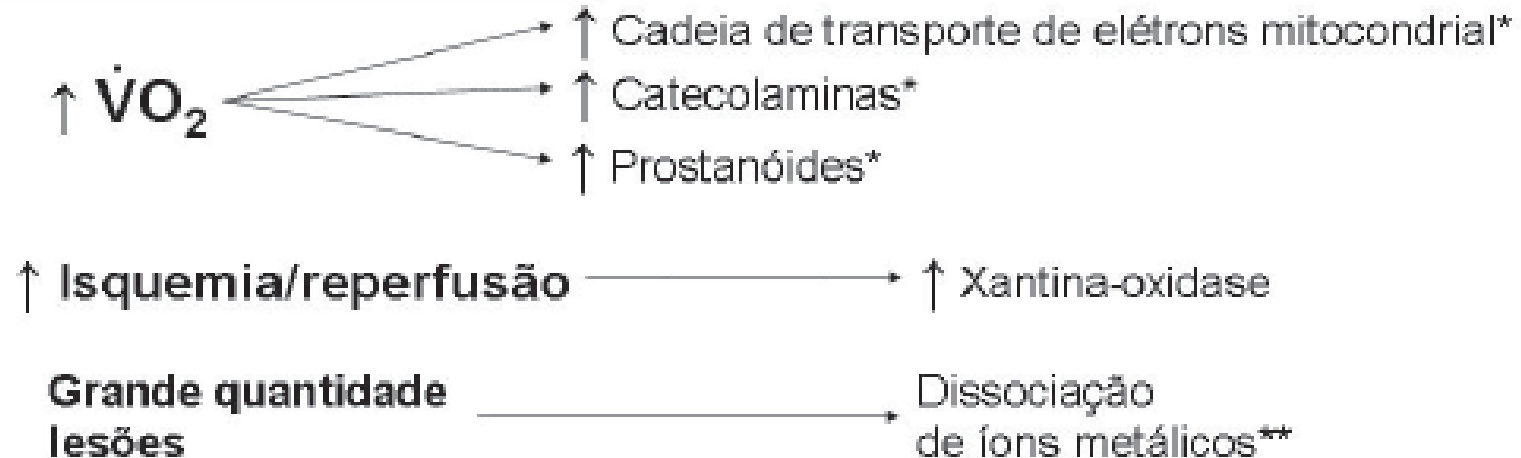 ↑ Cadeia de transporte de elétrons mitocondrial*
↑ V̇O₂
↑ Catecolaminas*
↑ Prostanóides*
↑ Isquemia/reperfusão
↑ Xantina-oxidase
Grande quantidade
lesões
Dissociação
de íons metálicos**